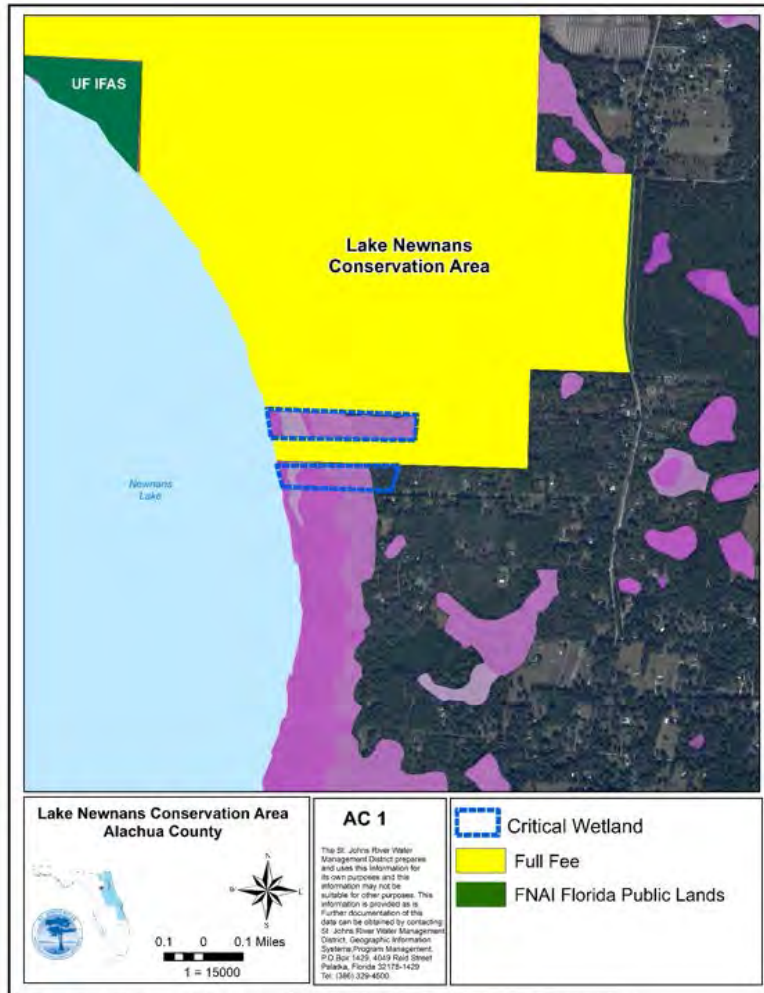 UF IFAS
Lake Newnans
Conservation Area
Newnans
Lake
Lake Newnans Conservation Area
Alachua County
N
W
E
S
0.1 0 0.1 Miles
1 = 15000
AC 1
The St. Johns River Water
Management District prepares
and uses this information for
its own purposes and this
information may not be
suitable for other purposes. This
information is provided as is.
Further documentation of this
data can be obtained by contacting:
St. Johns River Water Management
District, Geographic Information
Systems,Program Management,
P.O.Box 1429, 4049 Reid Street
Palatka, Florida 32178-1429
Tel: (386) 329-4500.
Critical Wetland
Full Fee
FNAI Florida Public Lands